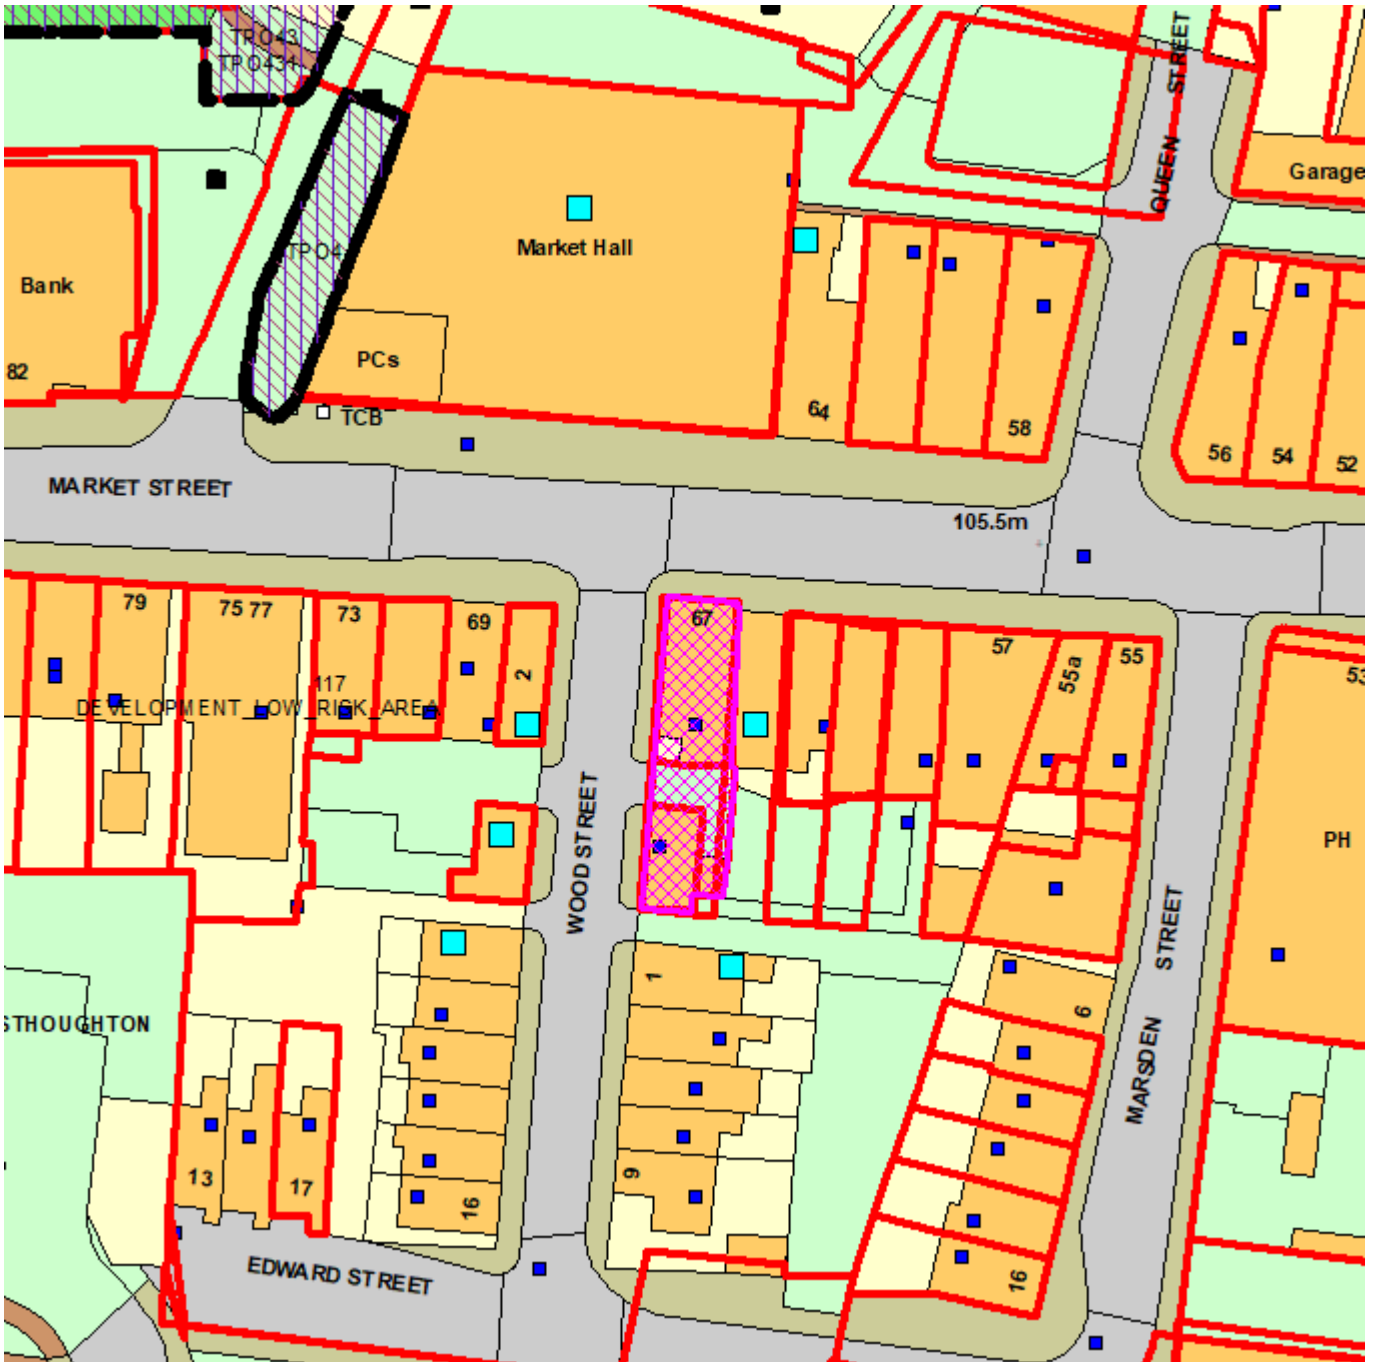 TPO43
TPO431
QUEEN STREET
Garage
TPO4
Market Hall
Bank
PCs
82
TCB
64
58
56
54
52
MARKET STREET
105.5m
79
75 77
73
69
2
67
57
55a
55
53
117
DEVELOPMENT_LOW_RISK_AREA
WOOD STREET
PH
STREET
MARSDEN
STHOUGHTON
1
6
9
13
17
16
16
EDWARD STREET